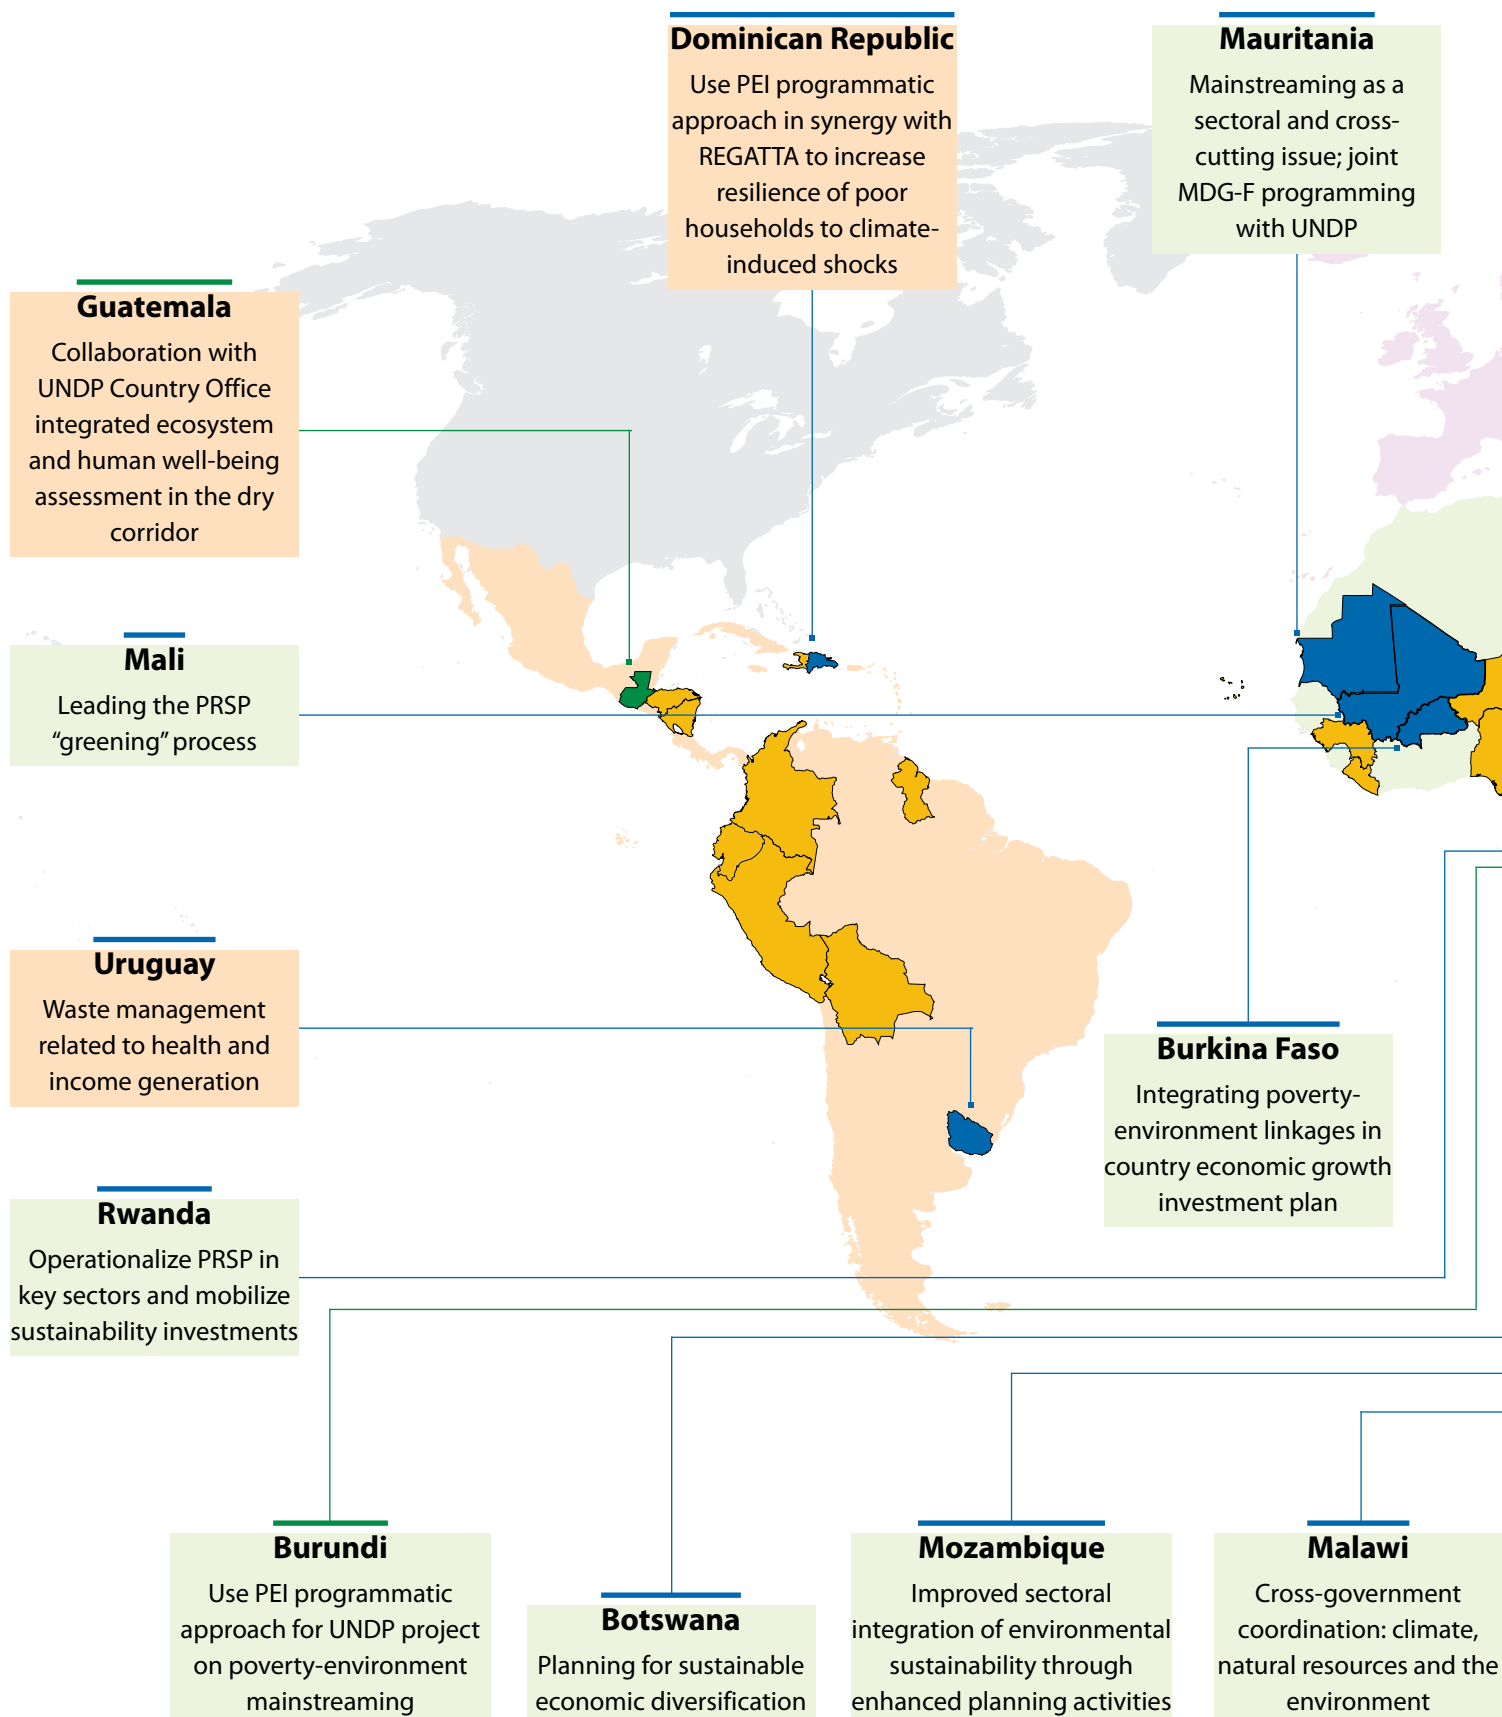 Dominican Republic
Use PEI programmatic
approach in synergy with
REGATTA to increase
resilience of poor
households to climate-
induced shocks
Mauritania
Mainstreaming as a
sectoral and cross-
cutting issue; joint
MDG-F programming
with UNDP
Guatemala
Collaboration with
UNDP Country Office
integrated ecosystem
and human well-being
assessment in the dry
corridor
Mali
Leading the PRSP
“greening” process
Uruguay
Waste management
related to health and
income generation
Burkina Faso
Integrating poverty-
environment linkages in
country economic growth
investment plan
Rwanda
Operationalize PRSP in
key sectors and mobilize
sustainability investments
Burundi
Use PEI programmatic
approach for UNDP project
on poverty-environment
mainstreaming
Botswana
Planning for sustainable
economic diversification
Mozambique
Improved sectoral
integration of environmental
sustainability through
enhanced planning activities
Malawi
Cross-government
coordination: climate,
natural resources and the
environment